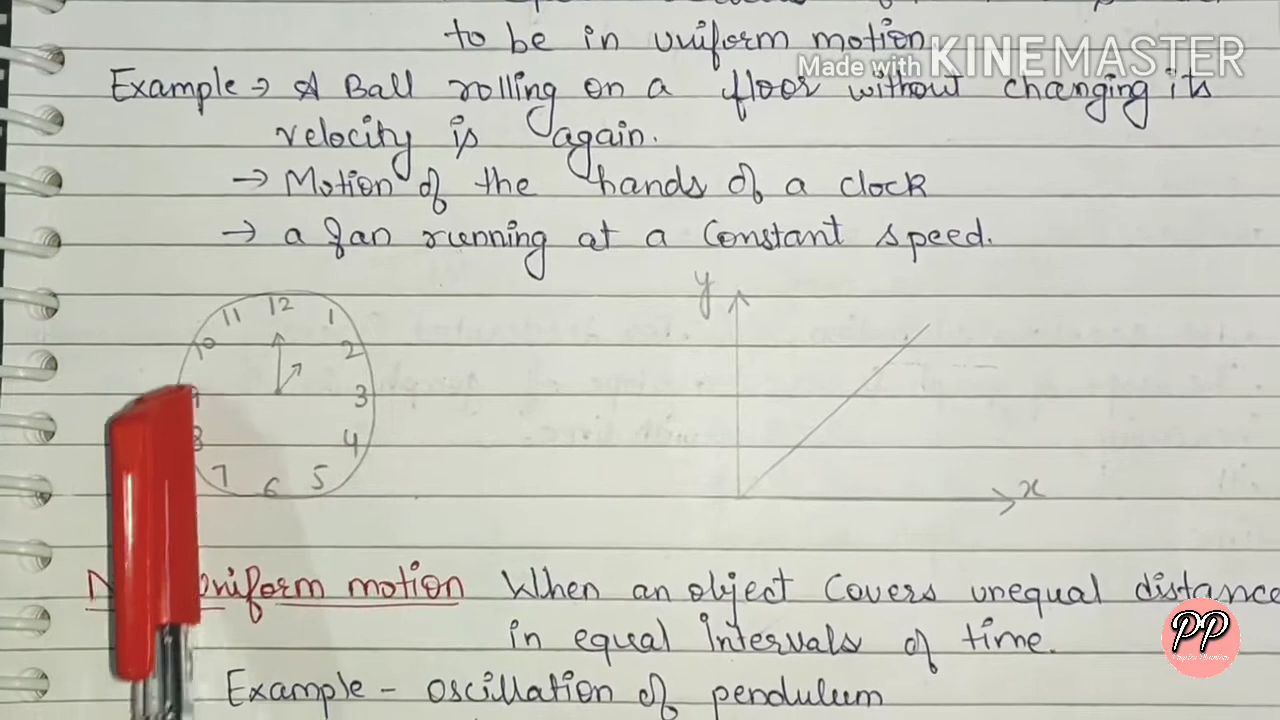 to be in uniform motion.
Made with KINEMASTER
Example → A Ball rolling on a floor without changing its
velocity is again.
→ Motion of the hands of a clock
→ a fan running at a constant speed.
y
12
11 1
10 2
9 3
8 4
7 5
6
x
uniform motion When an object covers unequal distance
in equal intervals of time.
PP
Example - oscillation of pendulum